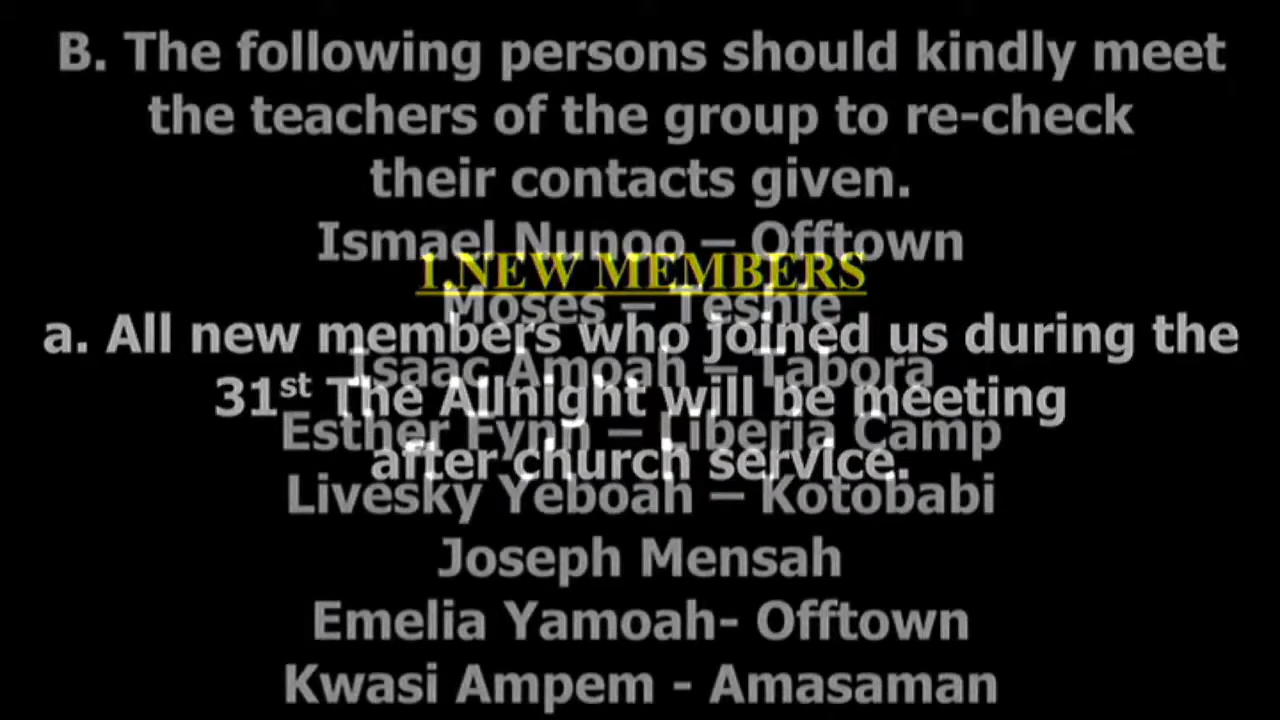 B. The following persons should kindly meet
the teachers of the group to re-check
their contacts given.
Ismael Nunoo – Offtown
1.NEW MEMBERS
Moses – Teshie
a. All new members who joined us during the
Isaac Amoah – Tabora
31st The Allnight will be meeting
Esther Fynn – Liberia Camp
after church service.
Livesky Yeboah – Kotobabi
Joseph Mensah
Emelia Yamoah- Offtown
Kwasi Ampem - Amasaman